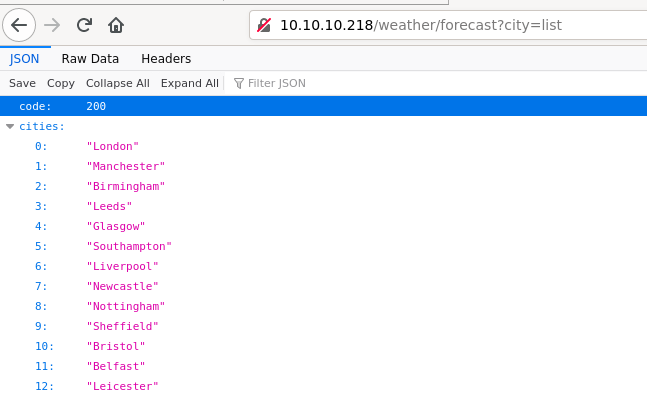 10.10.10.218/weather/forecast?city=list
JSON Raw Data Headers
Save Copy Collapse All Expand All Filter JSON
code: 200
cities:
0: "London"
1: "Manchester"
2: "Birmingham"
3: "Leeds"
4: "Glasgow"
5: "Southampton"
6: "Liverpool"
7: "Newcastle"
8: "Nottingham"
9: "Sheffield"
10: "Bristol"
11: "Belfast"
12: "Leicester"